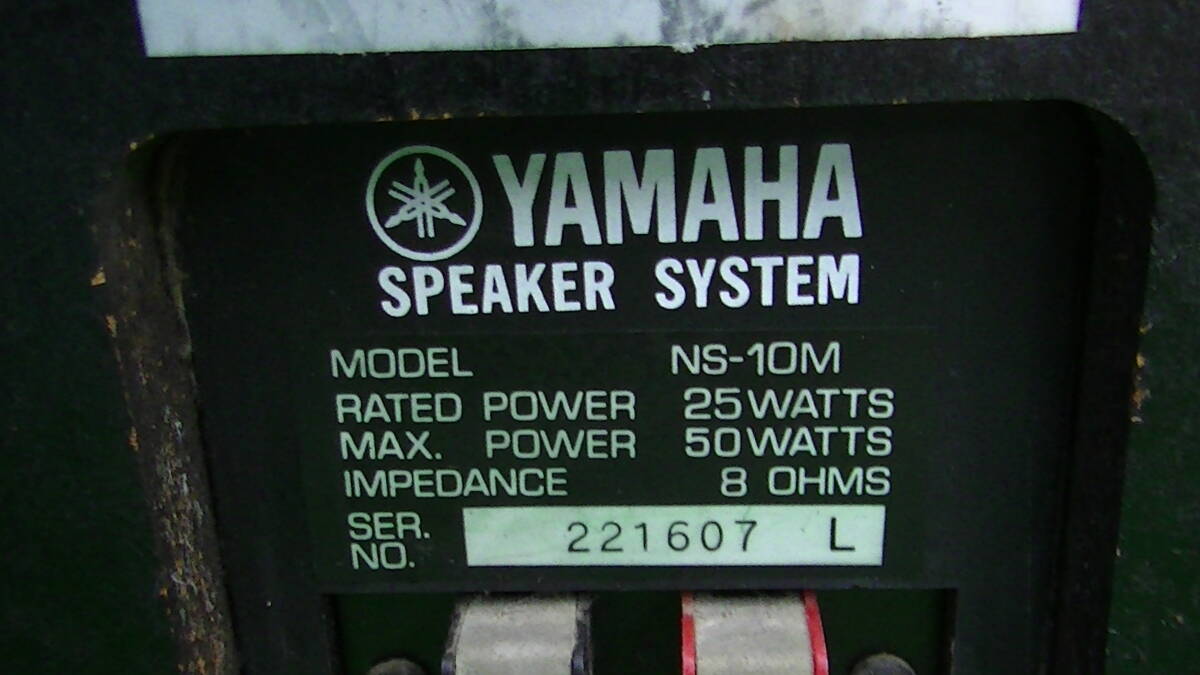 YAMAHA
SPEAKER SYSTEM
MODEL NS-10M
RATED POWER 25WATTS
MAX. POWER 50WATTS
IMPEDANCE 8 OHMS
SER. NO. 221607 L